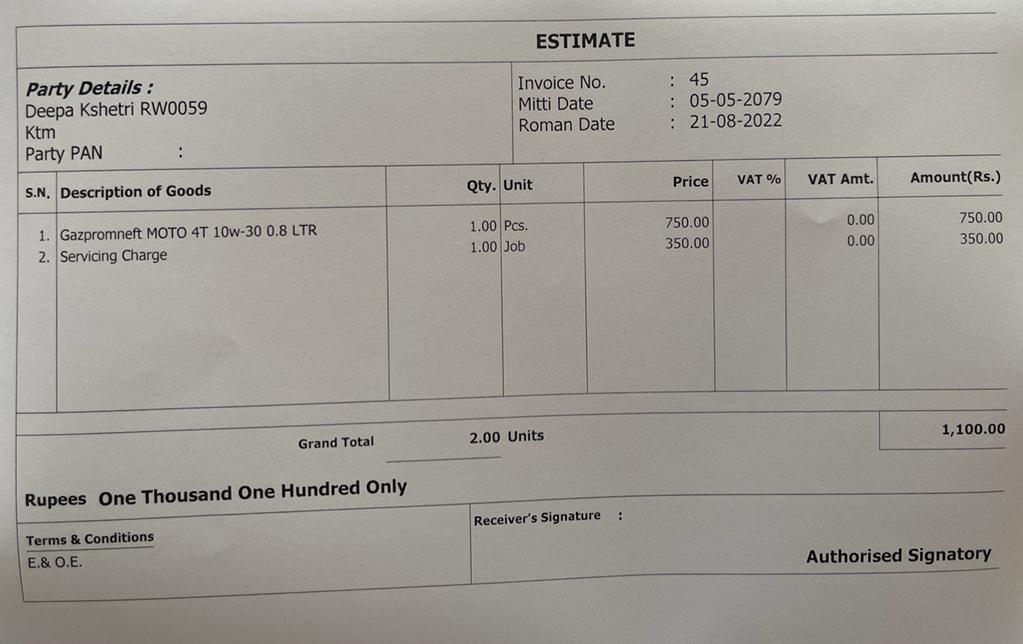 ESTIMATE
Party Details :
Deepa Kshetri RW0059
Ktm
Party PAN :
Invoice No. : 45
Mitti Date : 05-05-2079
Roman Date : 21-08-2022
S.N. Description of Goods Qty. Unit Price VAT % VAT Amt. Amount(Rs.)
1. Gazpromneft MOTO 4T 10w-30 0.8 LTR 1.00 Pcs. 750.00 0.00 750.00
2. Servicing Charge 1.00 Job 350.00 0.00 350.00
Grand Total 2.00 Units 1,100.00
Rupees One Thousand One Hundred Only
Terms & Conditions
E.& O.E.
Receiver's Signature :
Authorised Signatory